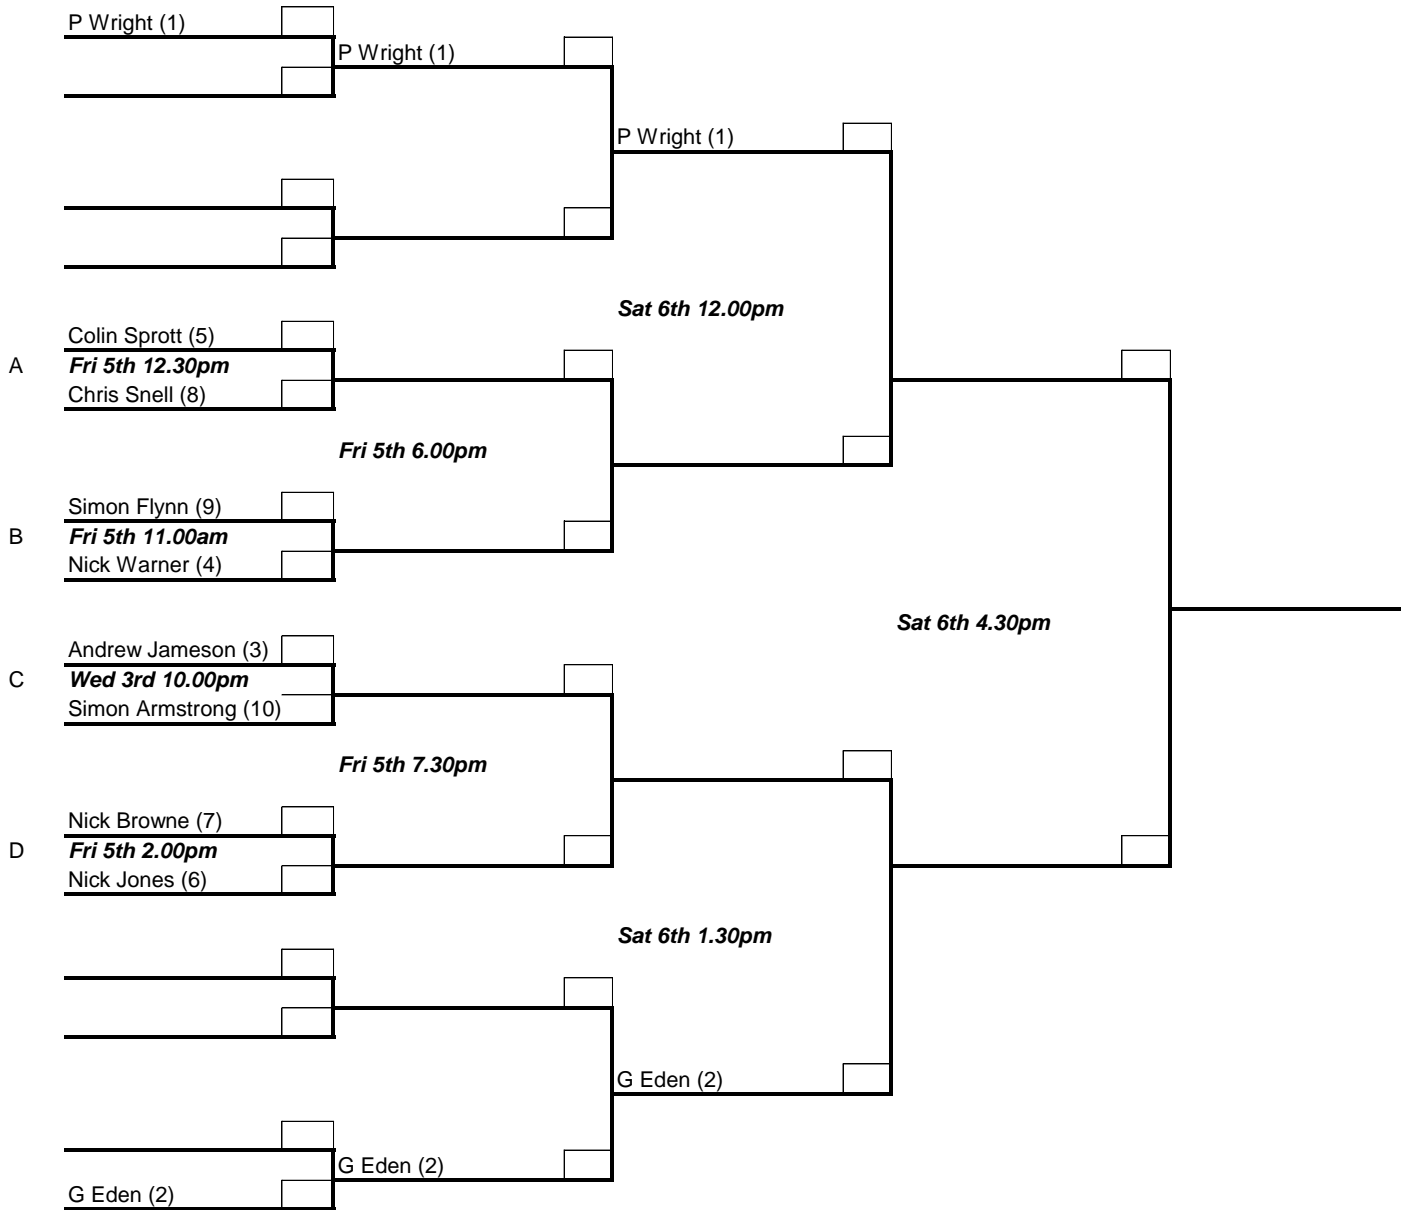 P Wright (1)
P Wright (1)
P Wright (1)
Sat 6th 12.00pm
Colin Sprott (5)
A
Fri 5th 12.30pm
Chris Snell (8)
Fri 5th 6.00pm
Simon Flynn (9)
B
Fri 5th 11.00am
Nick Warner (4)
Sat 6th 4.30pm
Andrew Jameson (3)
C
Wed 3rd 10.00pm
Simon Armstrong (10)
Fri 5th 7.30pm
Nick Browne (7)
D
Fri 5th 2.00pm
Nick Jones (6)
Sat 6th 1.30pm
G Eden (2)
G Eden (2)
G Eden (2)